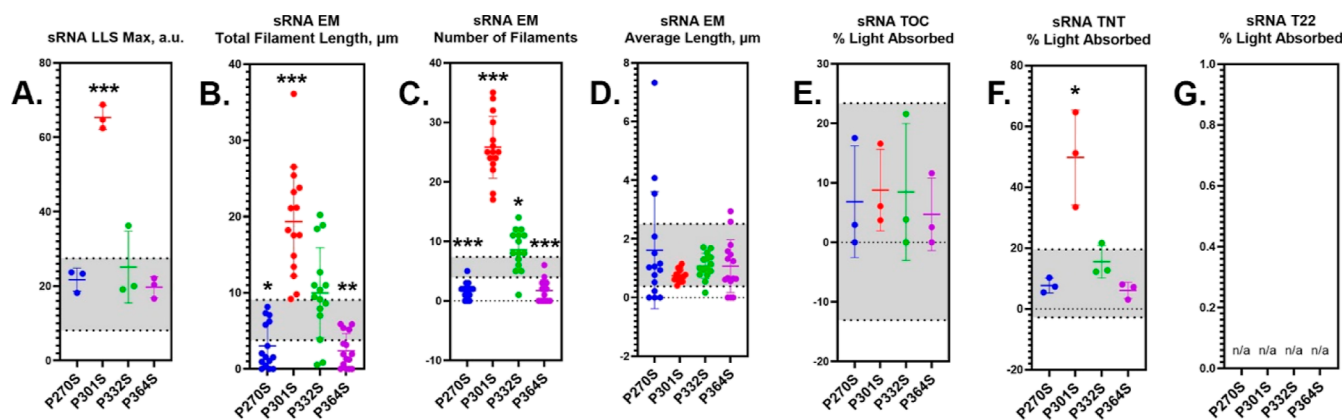 A.
sRNA LLS Max, a.u.
***
80
60
40
20
0
P270S
P301S
P332S
P364S
B.
sRNA EM
Total Filament Length, µm
***
*
**
40
30
20
10
0
P270S
P301S
P332S
P364S
C.
sRNA EM
Number of Filaments
***
*
***
***
40
30
20
10
0
-10
P270S
P301S
P332S
P364S
D.
sRNA EM
Average Length, µm
8
6
4
2
0
-2
P270S
P301S
P332S
P364S
E.
sRNA TOC
% Light Absorbed
30
20
10
0
-10
-20
P270S
P301S
P332S
P364S
F.
sRNA TNT
% Light Absorbed
*
80
60
40
20
0
-20
P270S
P301S
P332S
P364S
G.
sRNA T22
% Light Absorbed
1.0
0.8
0.6
0.4
0.2
0.0
n/a n/a n/a n/a
P270S
P301S
P332S
P364S